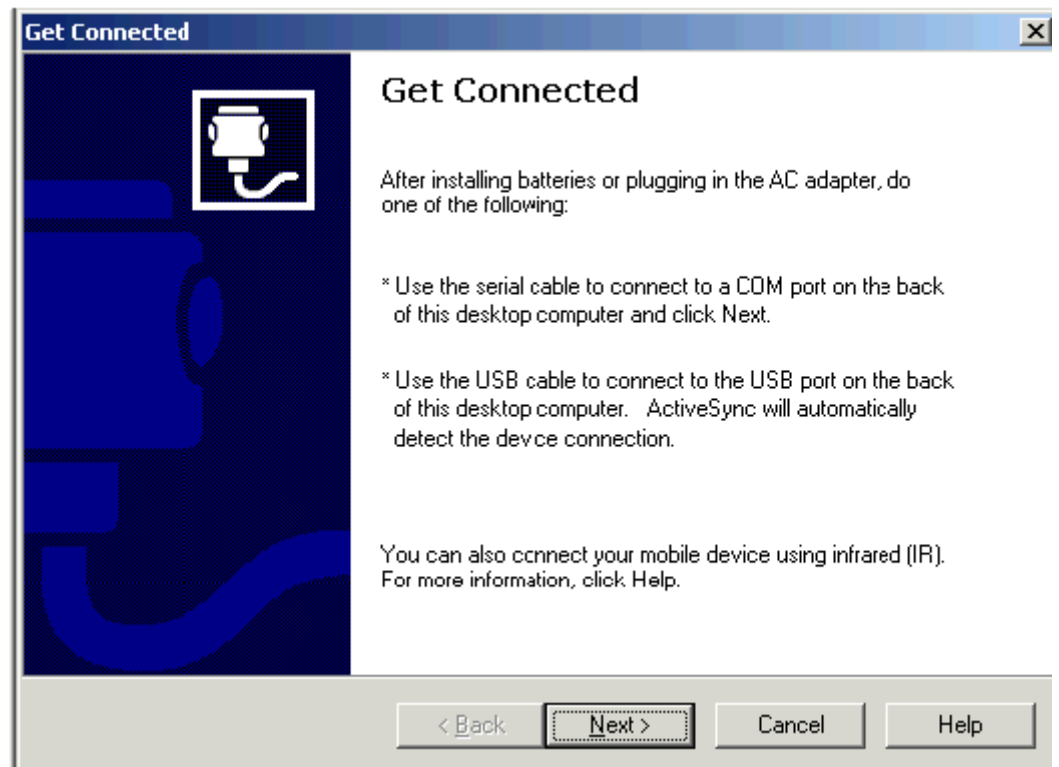 Get Connected
Get Connected
After installing batteries or plugging in the AC adapter, do
one of the following:
* Use the serial cable to connect to a COM port on the back
of this desktop computer and click Next.
* Use the USB cable to connect to the USB port on the back
of this desktop computer. ActiveSync will automatically
detect the device connection.
You can also connect your mobile device using infrared (IR).
For more information, click Help.
< Back
Next >
Cancel
Help